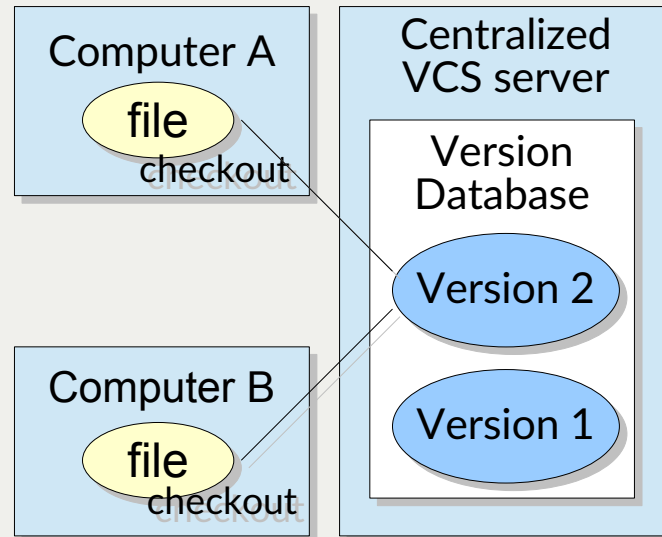 Computer A
file
checkout
Computer B
file
checkout
Centralized
VCS server
Version
Database
Version 2
Version 1